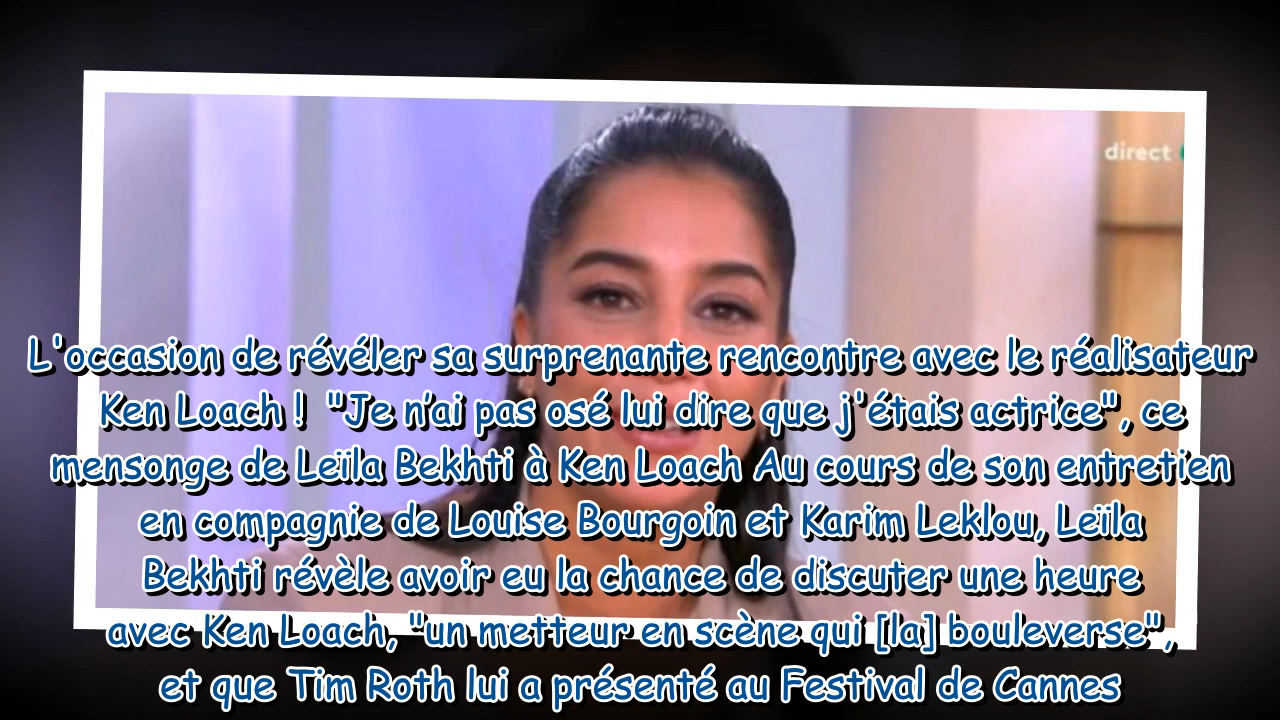 direct
L'occasion de révéler sa surprenante rencontre avec le réalisateur
Ken Loach !  "Je n’ai pas osé lui dire que j'étais actrice", ce
mensonge de Leïla Bekhti à Ken Loach Au cours de son entretien
en compagnie de Louise Bourgoin et Karim Leklou, Leïla
Bekhti révèle avoir eu la chance de discuter une heure
avec Ken Loach, "un metteur en scène qui [la] bouleverse",
et que Tim Roth lui a présenté au Festival de Cannes